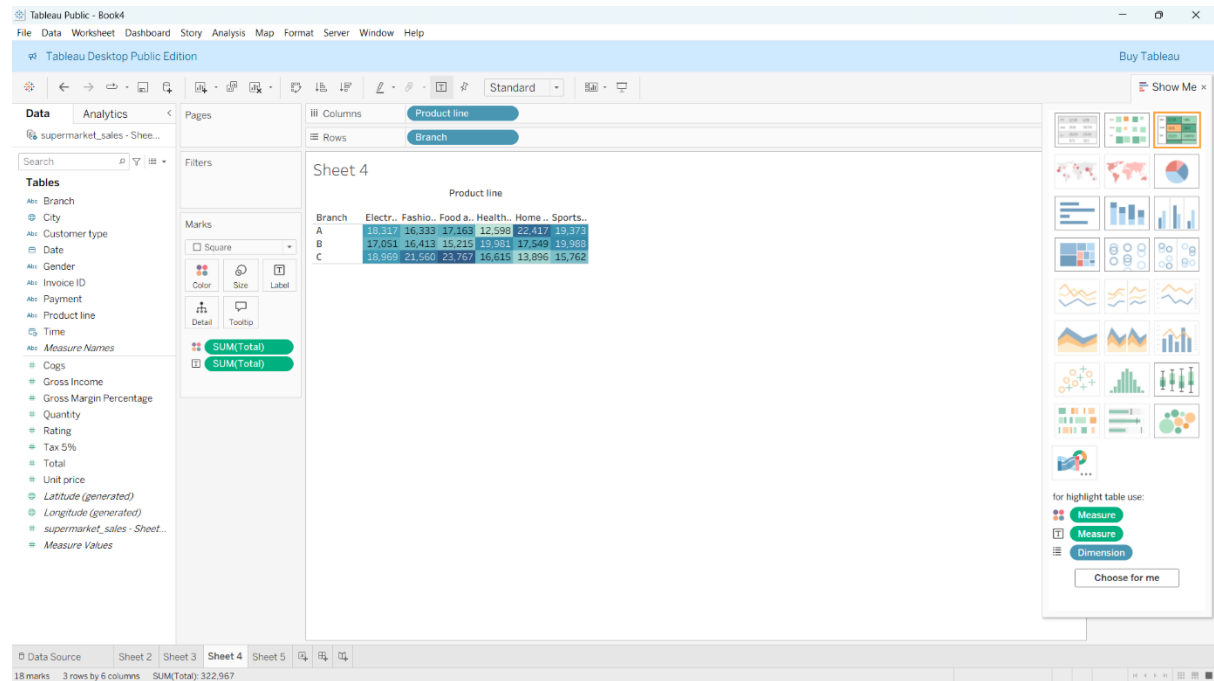 Tableau Public - Book4
File Data Worksheet Dashboard Story Analysis Map Format Server Window Help
Tableau Desktop Public Edition
Buy Tableau
Standard
Show Me
Data Analytics
supermarket_sales - Shee...
Search
Tables
Abc Branch
City
Abc Customer type
Date
Abc Gender
Abc Invoice ID
Abc Payment
Abc Product line
Time
Abc Measure Names
# Cogs
# Gross Income
# Gross Margin Percentage
# Quantity
# Rating
# Tax 5%
# Total
# Unit price
Latitude (generated)
Longitude (generated)
# supermarket_sales - Sheet...
# Measure Values
Pages
Filters
Marks
Square
Color Size Label
Detail Tooltip
SUM(Total)
SUM(Total)
Columns Product line
Rows Branch
Sheet 4
Product line
Branch Electr.. Fashio.. Food a.. Health.. Home .. Sports..
A 18,317 16,333 17,163 12,598 22,417 19,373
B 17,051 16,413 15,215 19,981 17,549 19,988
C 18,969 21,560 23,767 16,615 13,896 15,762
for highlight table use:
Measure
Measure
Dimension
Choose for me
Data Source Sheet 2 Sheet 3 Sheet 4 Sheet 5
18 marks 3 rows by 6 columns SUM(Total): 322,967